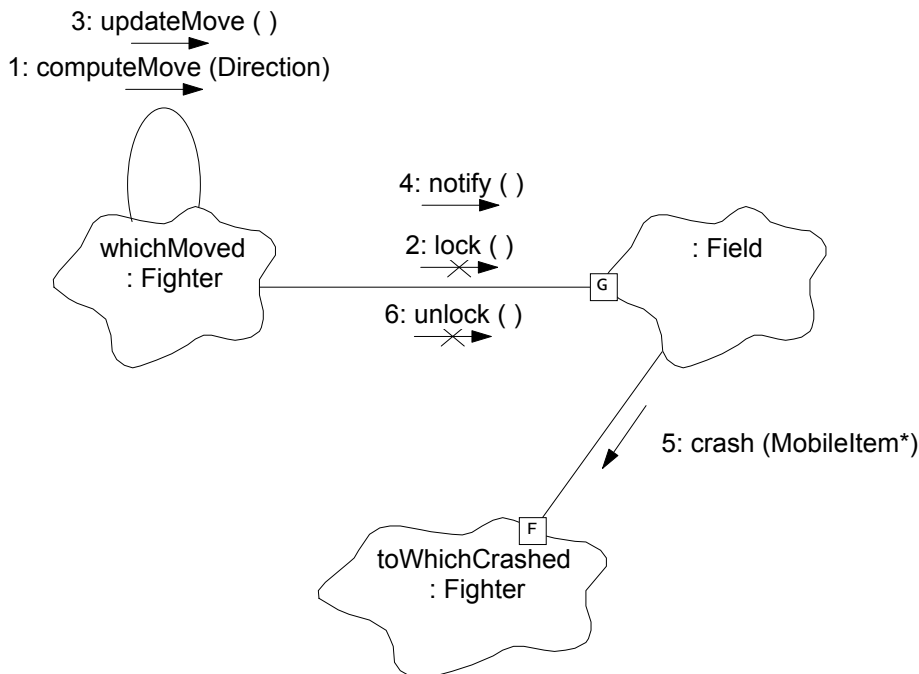 3: updateMove ( )
1: computeMove (Direction)
4: notify ( )
whichMoved
: Fighter
2: lock ( )
: Field
G
6: unlock ( )
5: crash (MobileItem*)
F
toWhichCrashed
: Fighter